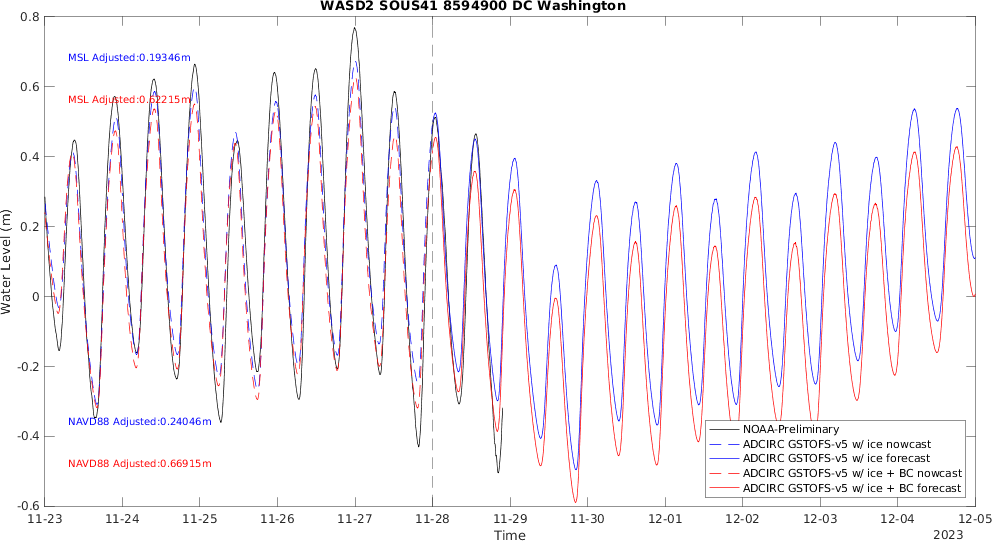 WASD2 SOUS41 8594900 DC Washington
0.8
0.6
0.4
0.2
0
-0.2
-0.4
-0.6
Water Level (m)
MSL Adjusted:0.19346m
MSL Adjusted:0.62215m
NAVD88 Adjusted:0.24046m
NAVD88 Adjusted:0.66915m
NOAA-Preliminary
ADCIRC GSTOFS-v5 w/ ice nowcast
ADCIRC GSTOFS-v5 w/ ice forecast
ADCIRC GSTOFS-v5 w/ ice + BC nowcast
ADCIRC GSTOFS-v5 w/ ice + BC forecast
11-23 11-24 11-25 11-26 11-27 11-28 11-29 11-30 12-01 12-02 12-03 12-04 12-05
Time
2023